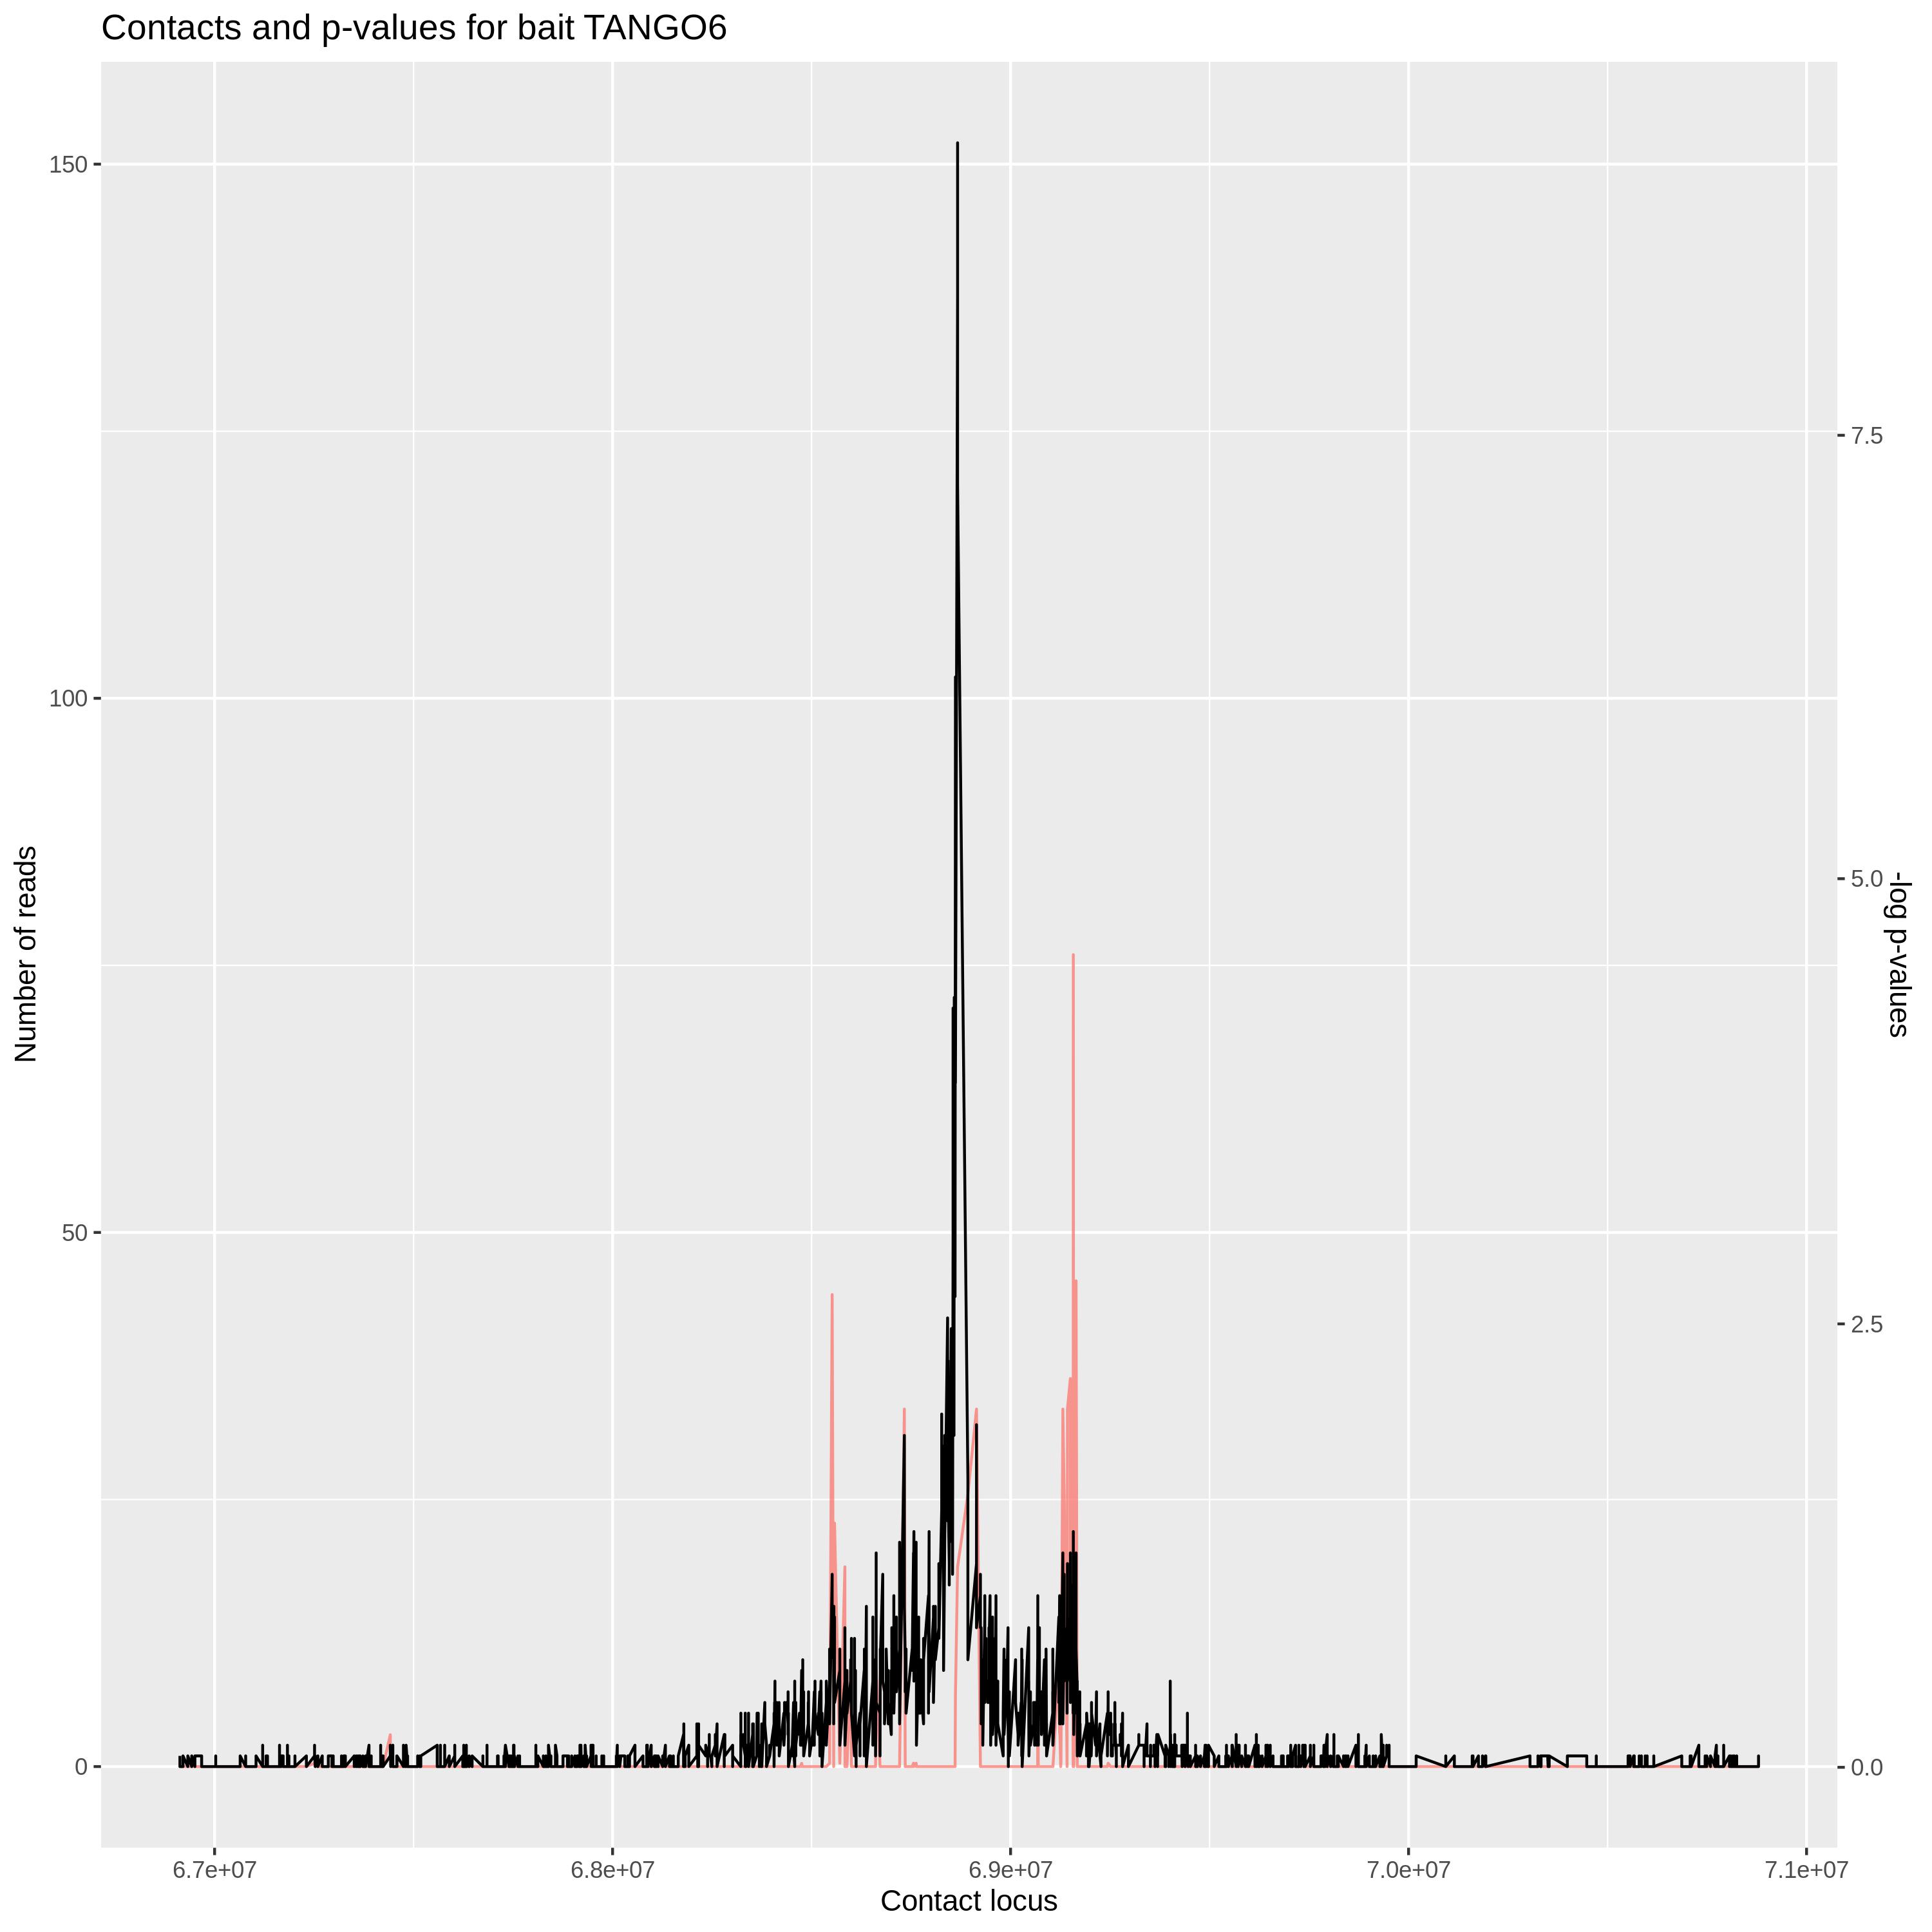 Contacts and p-values for bait TANGO6
150
100
50
0
Number of reads
7.5
5.0
2.5
0.0
-log p-values
6.7e+07
6.8e+07
6.9e+07
7.0e+07
7.1e+07
Contact locus